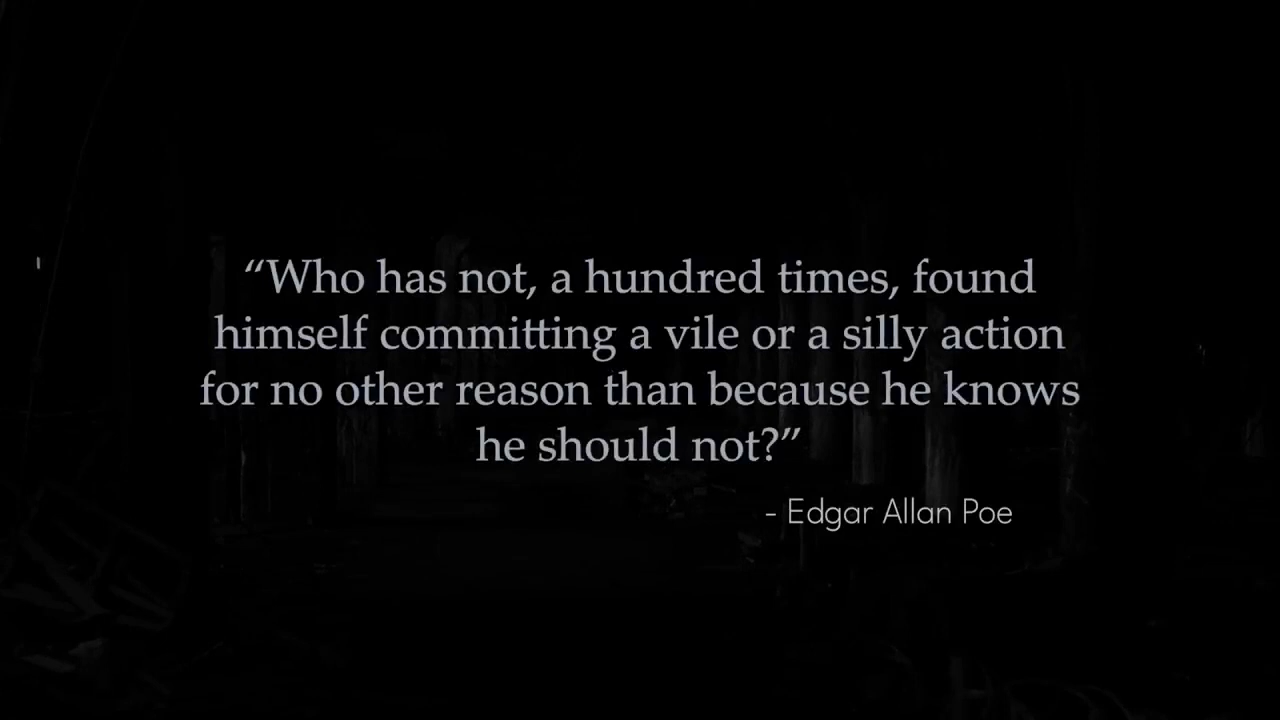 “Who has not, a hundred times, found
himself committing a vile or a silly action
for no other reason than because he knows
he should not?”
- Edgar Allan Poe